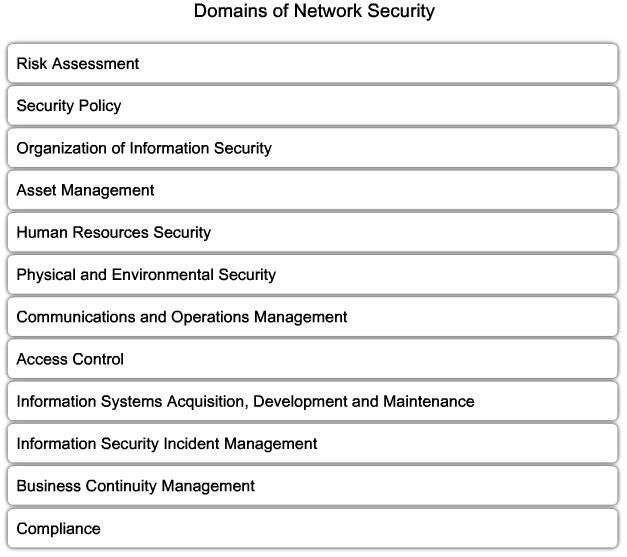 Domains of Network Security
Risk Assessment
Security Policy
Organization of Information Security
Asset Management
Human Resources Security
Physical and Environmental Security
Communications and Operations Management
Access Control
Information Systems Acquisition, Development and Maintenance
Information Security Incident Management
Business Continuity Management
Compliance